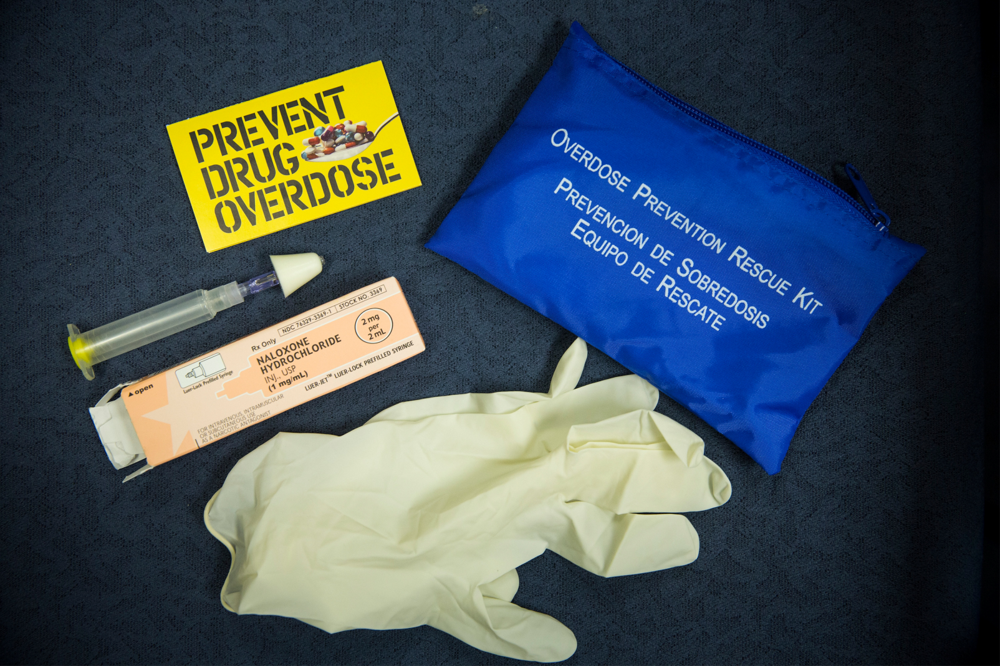 PREVENT
DRUG
OVERDOSE
OVERDOSE PREVENTION RESCUE KIT
PREVENCION DE SOBREDOSIS
EQUIPO DE RESCATE
NDC 76329-3369-1 STOCK NO. 3369
Rx Only
NALOXONE
HYDROCHLORIDE
INJ., USP
(1 mg/mL)
2 mg
per
2 mL
LUER-JET™ LUER-LOCK PREFILLED SYRINGE
▲open
Luer-Lock Prefilled Syringe
FOR INTRAVENOUS, INTRAMUSCULAR
OR SUBCUTANEOUS USE
AS A NARCOTIC ANTAGONIST